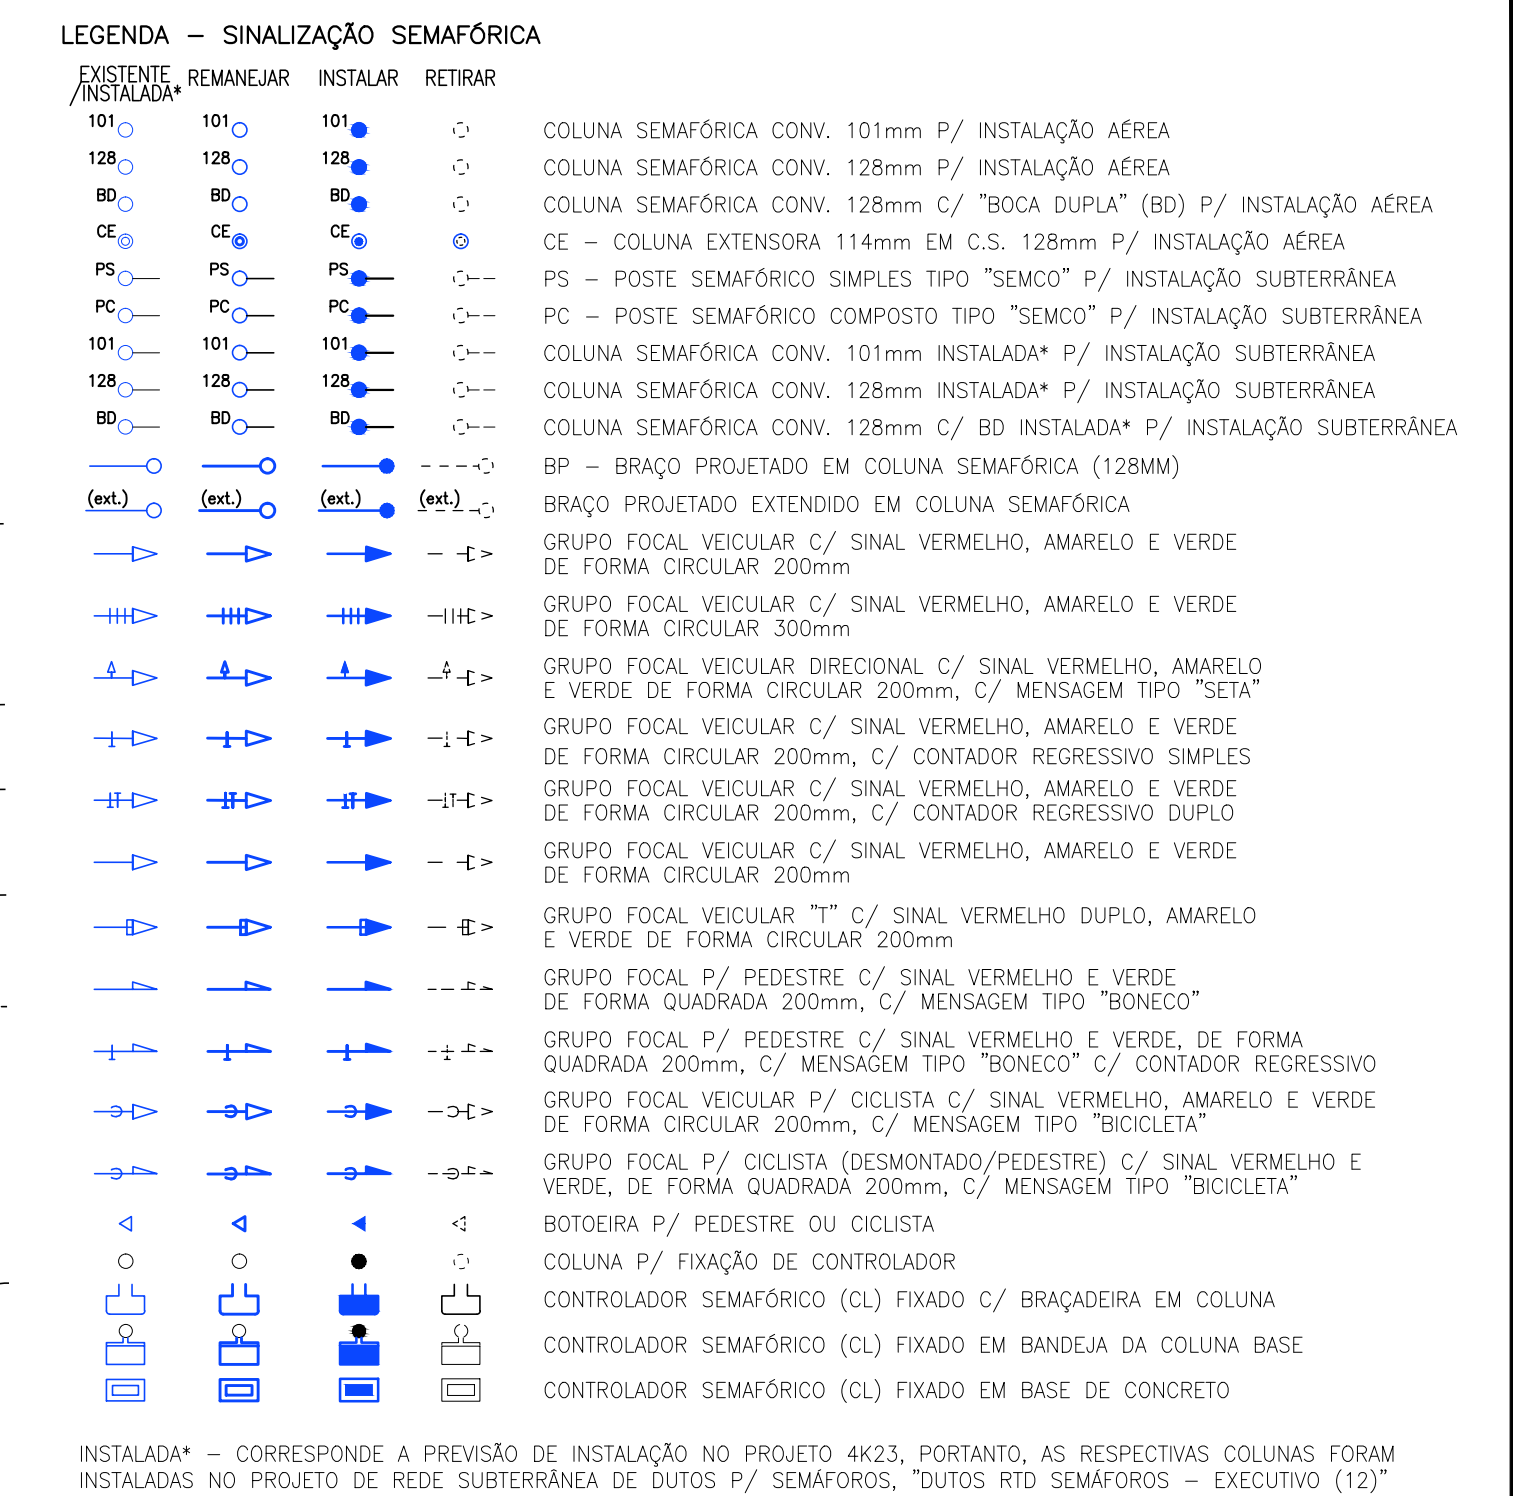 LEGENDA – SINALIZAÇÃO SEMAFÓRICA
EXISTENTE
/INSTALADA* REMANEJAR INSTALAR RETIRAR
101 101 101 COLUNA SEMAFÓRICA CONV. 101mm P/ INSTALAÇÃO AÉREA
128 128 128 COLUNA SEMAFÓRICA CONV. 128mm P/ INSTALAÇÃO AÉREA
BD BD BD COLUNA SEMAFÓRICA CONV. 128mm C/ "BOCA DUPLA" (BD) P/ INSTALAÇÃO AÉREA
CE CE CE CE – COLUNA EXTENSORA 114mm EM C.S. 128mm P/ INSTALAÇÃO AÉREA
PS PS PS PS – POSTE SEMAFÓRICO SIMPLES TIPO "SEMCO" P/ INSTALAÇÃO SUBTERRÂNEA
PC PC PC PC – POSTE SEMAFÓRICO COMPOSTO TIPO "SEMCO" P/ INSTALAÇÃO SUBTERRÂNEA
101 101 101 COLUNA SEMAFÓRICA CONV. 101mm INSTALADA* P/ INSTALAÇÃO SUBTERRÂNEA
128 128 128 COLUNA SEMAFÓRICA CONV. 128mm INSTALADA* P/ INSTALAÇÃO SUBTERRÂNEA
BD BD BD COLUNA SEMAFÓRICA CONV. 128mm C/ BD INSTALADA* P/ INSTALAÇÃO SUBTERRÂNEA
BP – BRAÇO PROJETADO EM COLUNA SEMAFÓRICA (128MM)
(ext.) (ext.) (ext.) (ext.) BRAÇO PROJETADO EXTENDIDO EM COLUNA SEMAFÓRICA
GRUPO FOCAL VEICULAR C/ SINAL VERMELHO, AMARELO E VERDE
DE FORMA CIRCULAR 200mm
GRUPO FOCAL VEICULAR C/ SINAL VERMELHO, AMARELO E VERDE
DE FORMA CIRCULAR 300mm
GRUPO FOCAL VEICULAR DIRECIONAL C/ SINAL VERMELHO, AMARELO
E VERDE DE FORMA CIRCULAR 200mm, C/ MENSAGEM TIPO "SETA"
GRUPO FOCAL VEICULAR C/ SINAL VERMELHO, AMARELO E VERDE
DE FORMA CIRCULAR 200mm, C/ CONTADOR REGRESSIVO SIMPLES
GRUPO FOCAL VEICULAR C/ SINAL VERMELHO, AMARELO E VERDE
DE FORMA CIRCULAR 200mm, C/ CONTADOR REGRESSIVO DUPLO
GRUPO FOCAL VEICULAR C/ SINAL VERMELHO, AMARELO E VERDE
DE FORMA CIRCULAR 200mm
GRUPO FOCAL VEICULAR "T" C/ SINAL VERMELHO DUPLO, AMARELO
E VERDE DE FORMA CIRCULAR 200mm
GRUPO FOCAL P/ PEDESTRE C/ SINAL VERMELHO E VERDE
DE FORMA QUADRADA 200mm, C/ MENSAGEM TIPO "BONECO"
GRUPO FOCAL P/ PEDESTRE C/ SINAL VERMELHO E VERDE, DE FORMA
QUADRADA 200mm, C/ MENSAGEM TIPO "BONECO" C/ CONTADOR REGRESSIVO
GRUPO FOCAL VEICULAR P/ CICLISTA C/ SINAL VERMELHO, AMARELO E VERDE
DE FORMA CIRCULAR 200mm, C/ MENSAGEM TIPO "BICICLETA"
GRUPO FOCAL P/ CICLISTA (DESMONTADO/PEDESTRE) C/ SINAL VERMELHO E
VERDE, DE FORMA QUADRADA 200mm, C/ MENSAGEM TIPO "BICICLETA"
BOTOEIRA P/ PEDESTRE OU CICLISTA
COLUNA P/ FIXAÇÃO DE CONTROLADOR
CONTROLADOR SEMAFÓRICO (CL) FIXADO C/ BRAÇADEIRA EM COLUNA
CONTROLADOR SEMAFÓRICO (CL) FIXADO EM BANDEJA DA COLUNA BASE
CONTROLADOR SEMAFÓRICO (CL) FIXADO EM BASE DE CONCRETO
INSTALADA* – CORRESPONDE A PREVISÃO DE INSTALAÇÃO NO PROJETO 4K23, PORTANTO, AS RESPECTIVAS COLUNAS FORAM
INSTALADAS NO PROJETO DE REDE SUBTERRÂNEA DE DUTOS P/ SEMÁFOROS, "DUTOS RTD SEMÁFOROS – EXECUTIVO (12)"